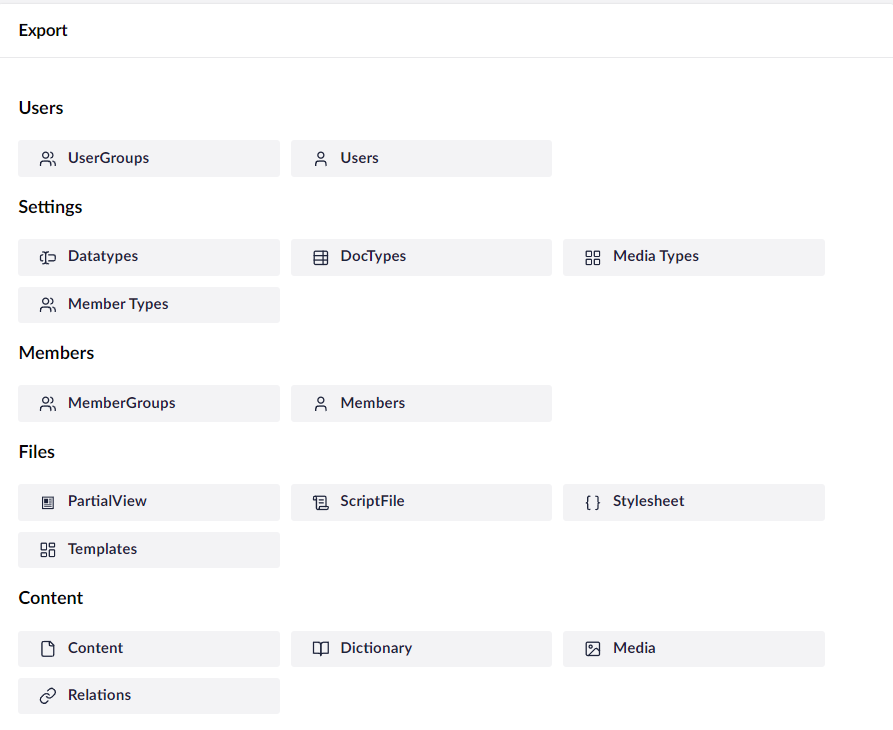 Export
Users
UserGroups
Users
Settings
Datatypes
DocTypes
Media Types
Member Types
Members
MemberGroups
Members
Files
PartialView
ScriptFile
Stylesheet
Templates
Content
Content
Dictionary
Media
Relations